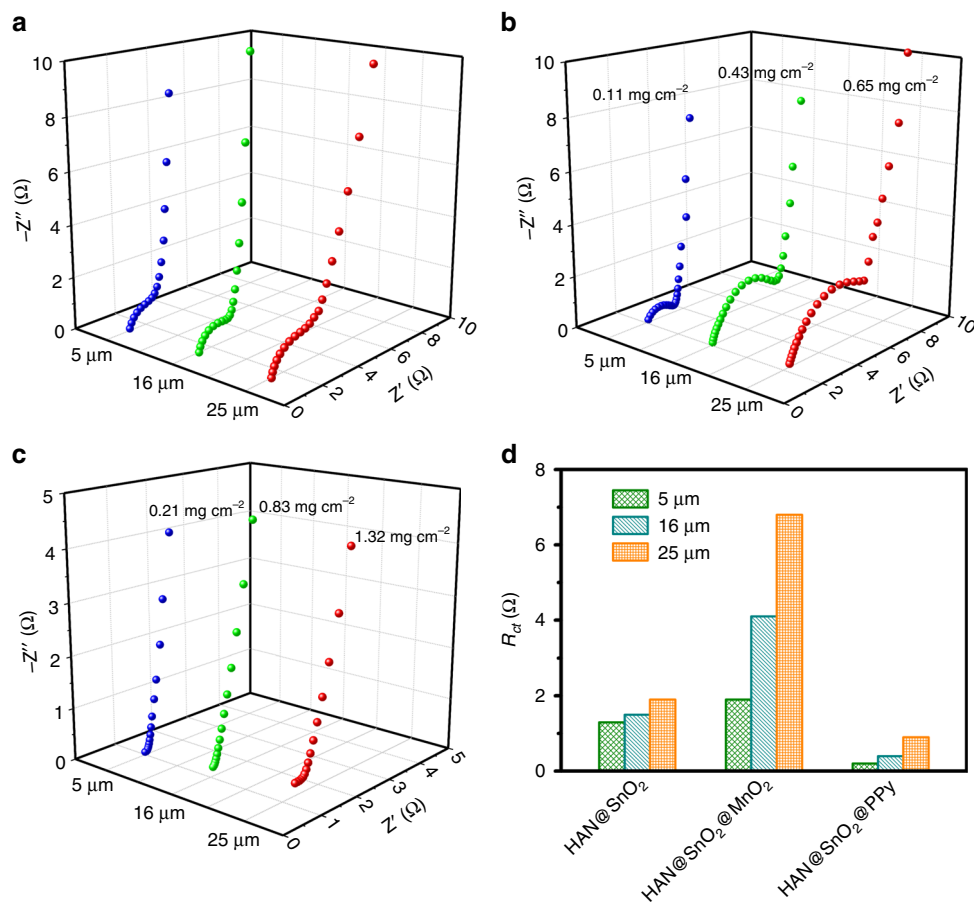 a
10
8
6
4
2
0
−Z″ (Ω)
5 μm
16 μm
25 μm
0
2
4
6
8
10
Z′ (Ω)
b
0.11 mg cm⁻²
0.43 mg cm⁻²
0.65 mg cm⁻²
10
8
6
4
2
0
−Z″ (Ω)
5 μm
16 μm
25 μm
0
2
4
6
8
10
Z′ (Ω)
c
0.21 mg cm⁻²
0.83 mg cm⁻²
1.32 mg cm⁻²
5
4
3
2
1
0
−Z″ (Ω)
5 μm
16 μm
25 μm
0
1
2
3
4
5
Z′ (Ω)
d
8
6
4
2
0
R_ct (Ω)
5 μm
16 μm
25 μm
HAN@SnO₂
HAN@SnO₂@MnO₂
HAN@SnO₂@PPy